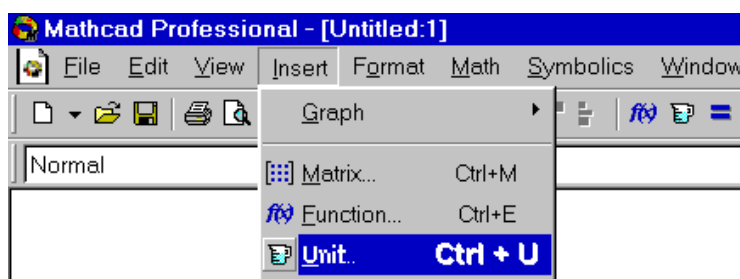 Mathcad Professional - [Untitled:1]
File Edit View Insert Format Math Symbolics Window
Graph
f(x)
Normal
Matrix... Ctrl+M
f(x) Function... Ctrl+E
Unit.. Ctrl + U